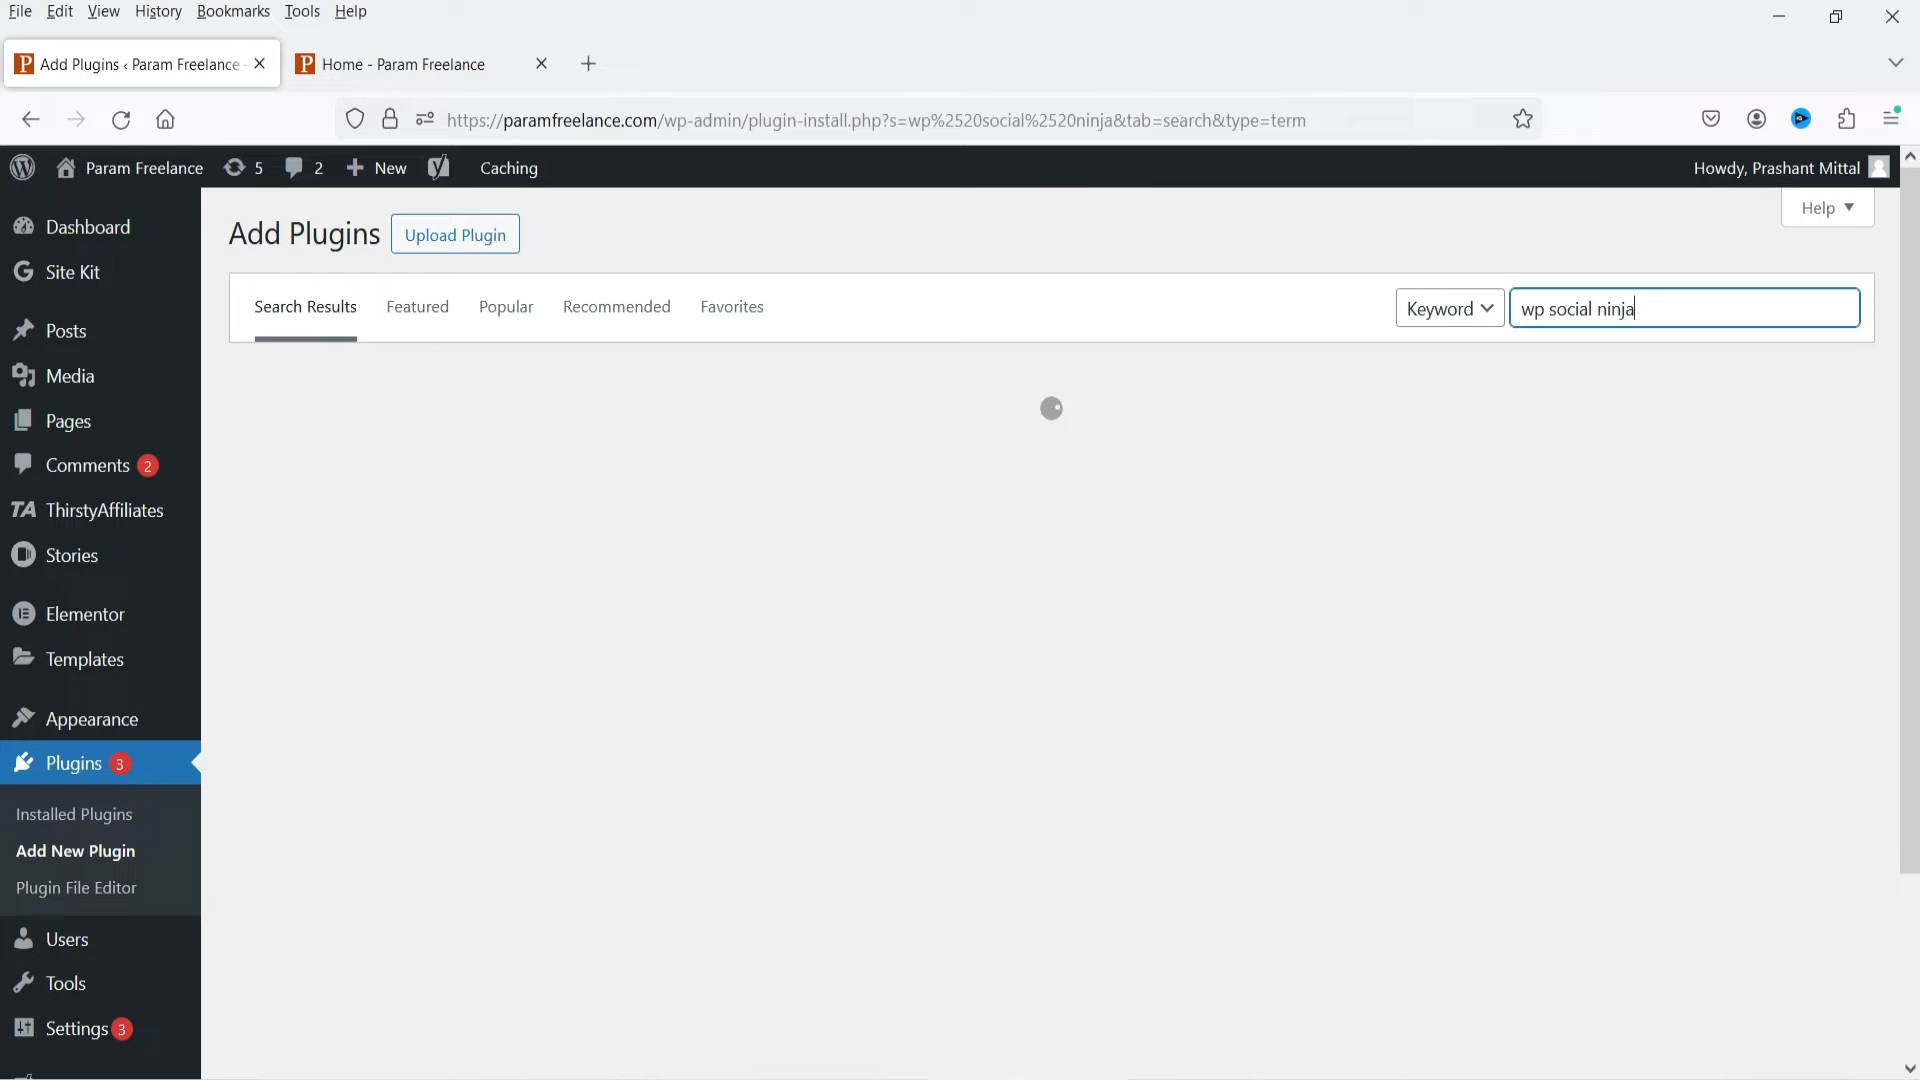 File Edit View History Bookmarks Tools Help
Add Plugins ‹ Param Freelance -
Home - Param Freelance
https://paramfreelance.com/wp-admin/plugin-install.php?s=wp%2520social%2520ninja&tab=search&type=term
Param Freelance 5 2 New Caching Howdy, Prashant Mittal
Help
Add Plugins Upload Plugin
Search Results Featured Popular Recommended Favorites Keyword wp social ninja
Dashboard
Site Kit
Posts
Media
Pages
Comments 2
TA ThirstyAffiliates
Stories
Elementor
Templates
Appearance
Plugins 3
Installed Plugins
Add New Plugin
Plugin File Editor
Users
Tools
Settings 3